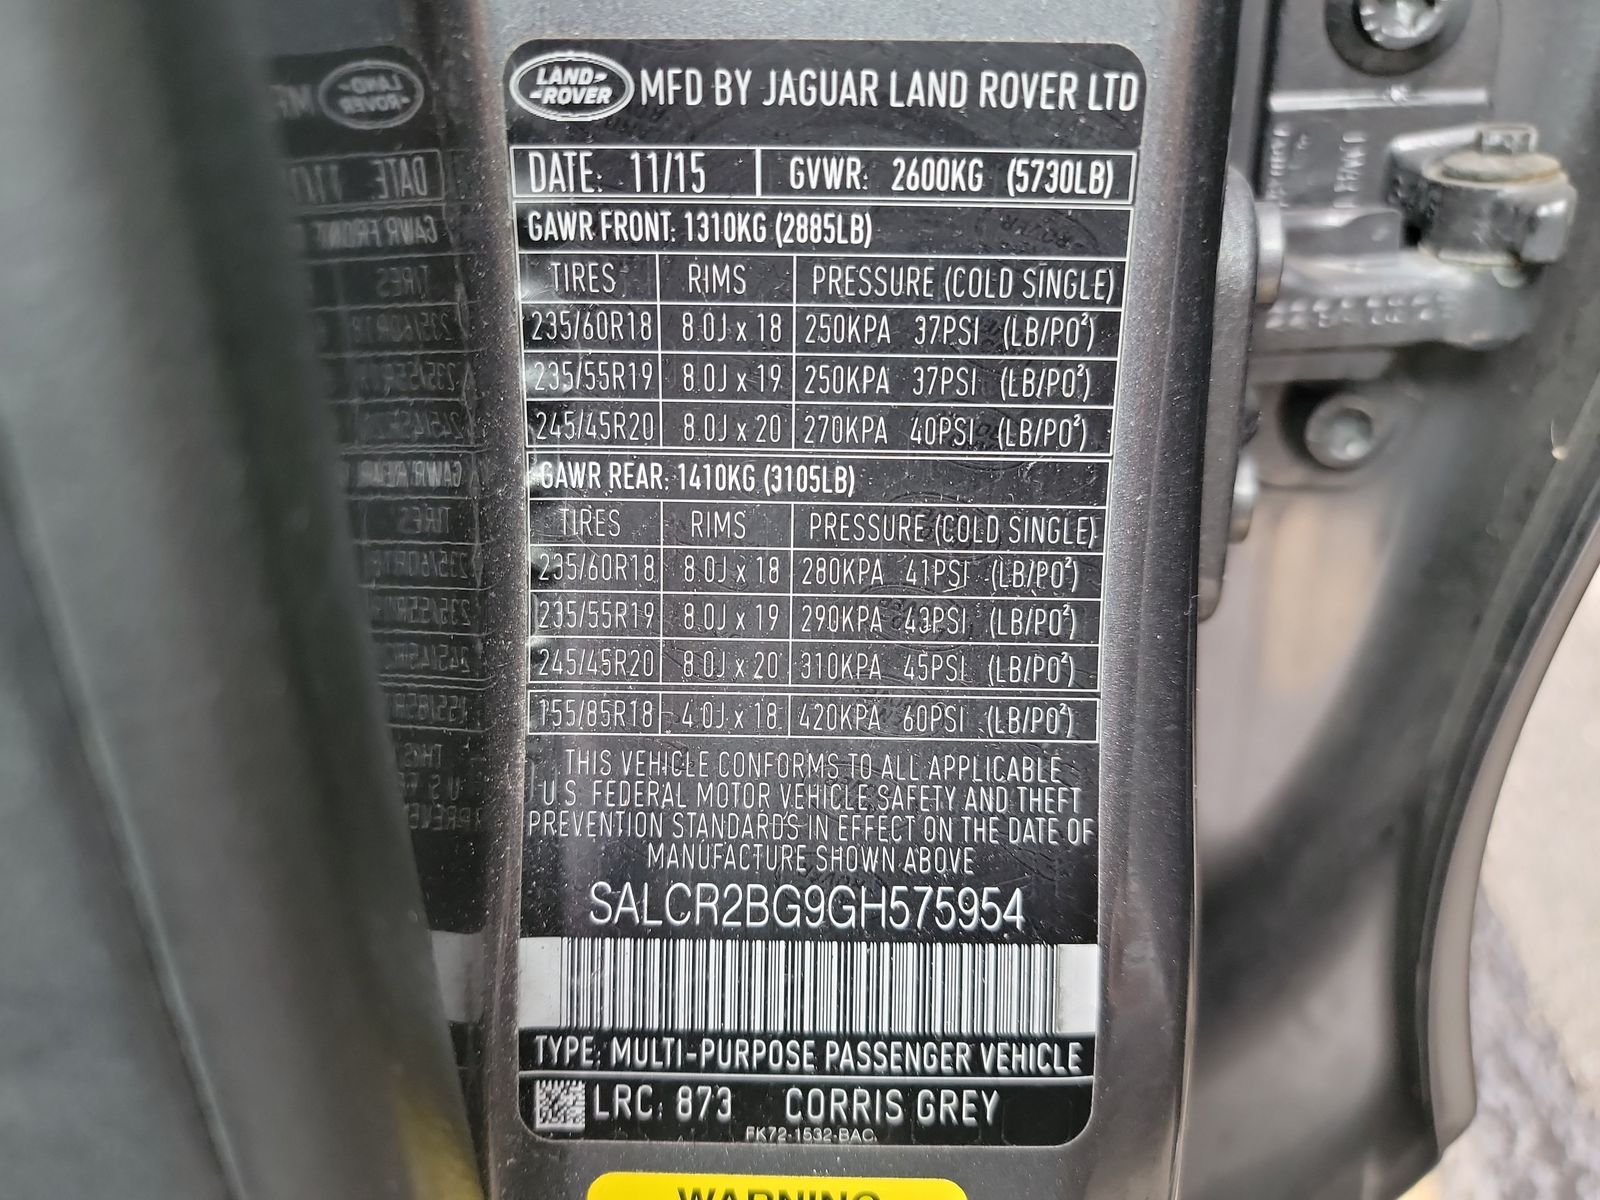 LAND-
-ROVER
MFD BY JAGUAR LAND ROVER LTD
DATE: 11/15 GVWR: 2600KG (5730LB)
GAWR FRONT: 1310KG (2885LB)
TIRES RIMS PRESSURE (COLD SINGLE)
235/60R18 8.0J x 18 250KPA 37PSI (LB/PO²)
235/55R19 8.0J x 19 250KPA 37PSI (LB/PO²)
245/45R20 8.0J x 20 270KPA 40PSI (LB/PO²)
GAWR REAR: 1410KG (3105LB)
TIRES RIMS PRESSURE (COLD SINGLE)
235/60R18 8.0J x 18 280KPA 41PSI (LB/PO²)
235/55R19 8.0J x 19 290KPA 43PSI (LB/PO²)
245/45R20 8.0J x 20 310KPA 45PSI (LB/PO²)
155/85R18 4.0J x 18 420KPA 60PSI (LB/PO²)
THIS VEHICLE CONFORMS TO ALL APPLICABLE
U.S. FEDERAL MOTOR VEHICLE SAFETY AND THEFT
PREVENTION STANDARDS IN EFFECT ON THE DATE OF
MANUFACTURE SHOWN ABOVE
SALCR2BG9GH575954
TYPE: MULTI-PURPOSE PASSENGER VEHICLE
LRC: 873 CORRIS GREY
FK72-1532-BAC
WARNING